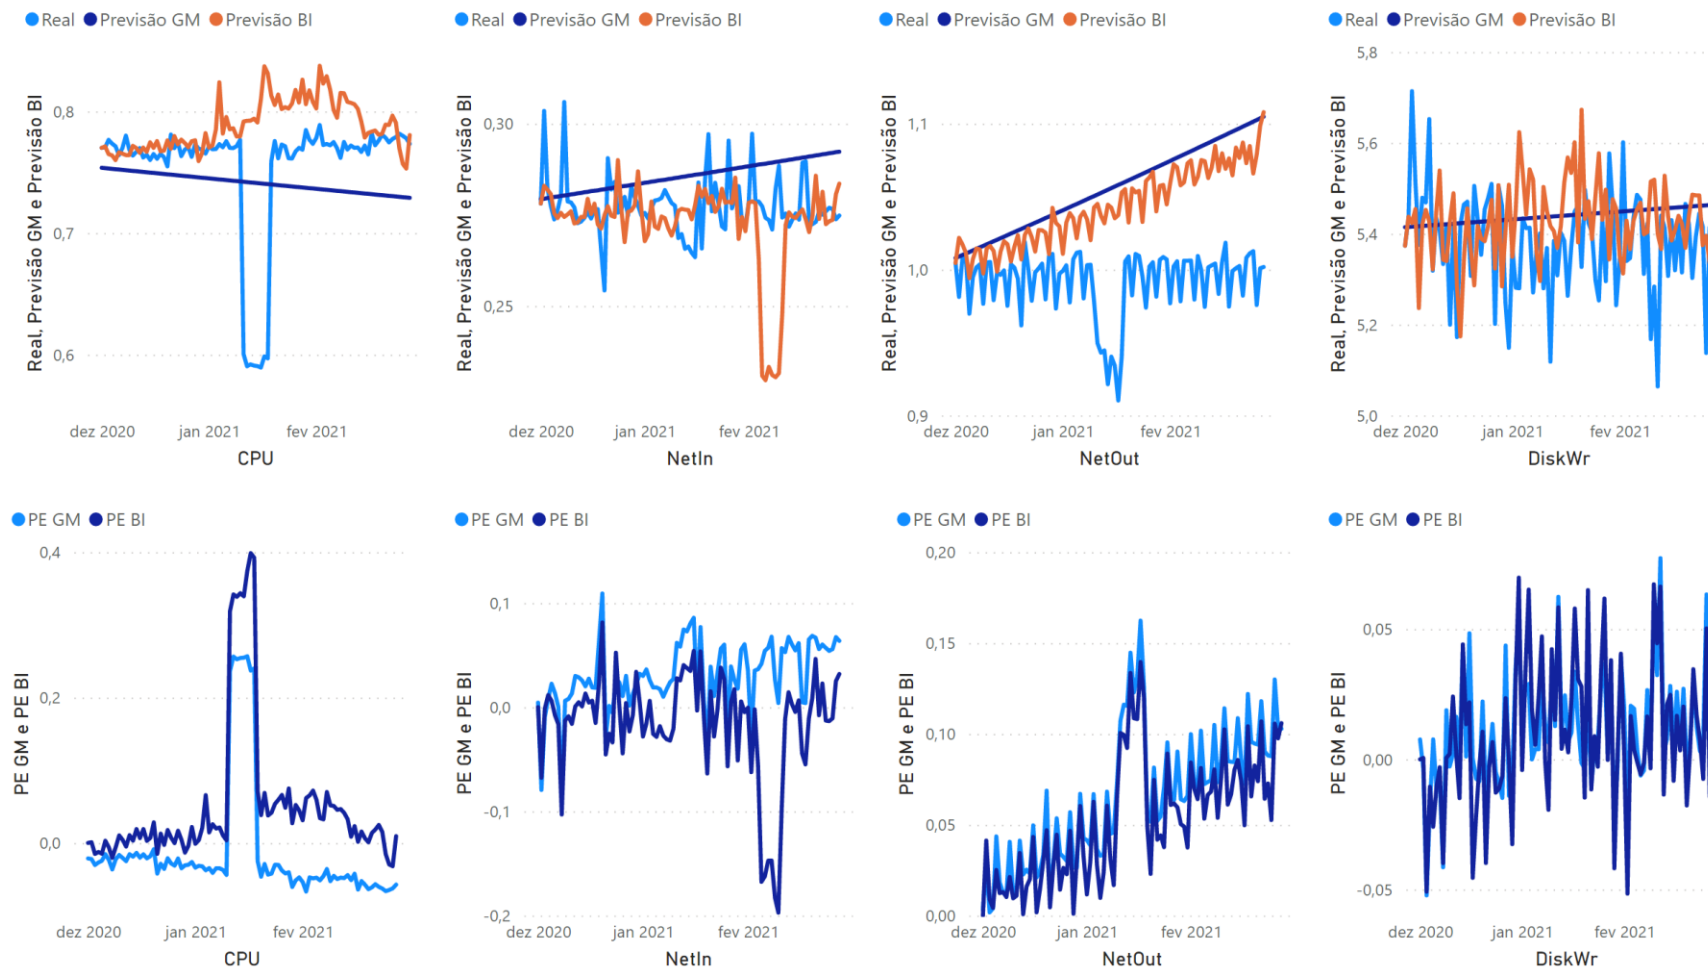 Real Previsão GM Previsão BI
Real, Previsão GM e Previsão BI
0,8
0,7
0,6
dez 2020 jan 2021 fev 2021
CPU
Real Previsão GM Previsão BI
Real, Previsão GM e Previsão BI
0,30
0,25
dez 2020 jan 2021 fev 2021
NetIn
Real Previsão GM Previsão BI
Real, Previsão GM e Previsão BI
1,1
1,0
0,9
dez 2020 jan 2021 fev 2021
NetOut
Real Previsão GM Previsão BI
Real, Previsão GM e Previsão BI
5,8
5,6
5,4
5,2
5,0
dez 2020 jan 2021 fev 2021
DiskWr
PE GM PE BI
PE GM e PE BI
0,4
0,2
0,0
dez 2020 jan 2021 fev 2021
CPU
PE GM PE BI
PE GM e PE BI
0,1
0,0
-0,1
-0,2
dez 2020 jan 2021 fev 2021
NetIn
PE GM PE BI
PE GM e PE BI
0,20
0,15
0,10
0,05
0,00
dez 2020 jan 2021 fev 2021
NetOut
PE GM PE BI
PE GM e PE BI
0,05
0,00
-0,05
dez 2020 jan 2021 fev 2021
DiskWr